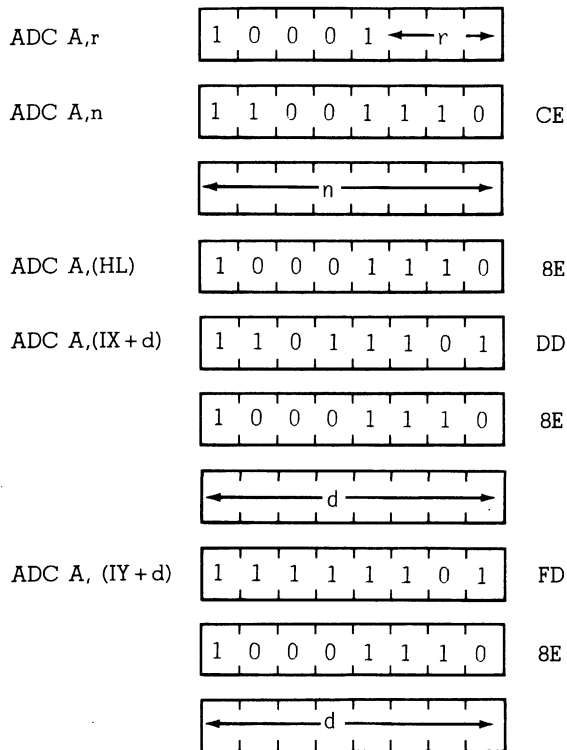 ADC A,r 1 0 0 0 1 r
ADC A,n 1 1 0 0 1 1 1 0 CE
n
ADC A,(HL) 1 0 0 0 1 1 1 0 8E
ADC A,(IX + d) 1 1 0 1 1 1 0 1 DD
1 0 0 0 1 1 1 0 8E
d
ADC A, (IY + d) 1 1 1 1 1 1 0 1 FD
1 0 0 0 1 1 1 0 8E
d